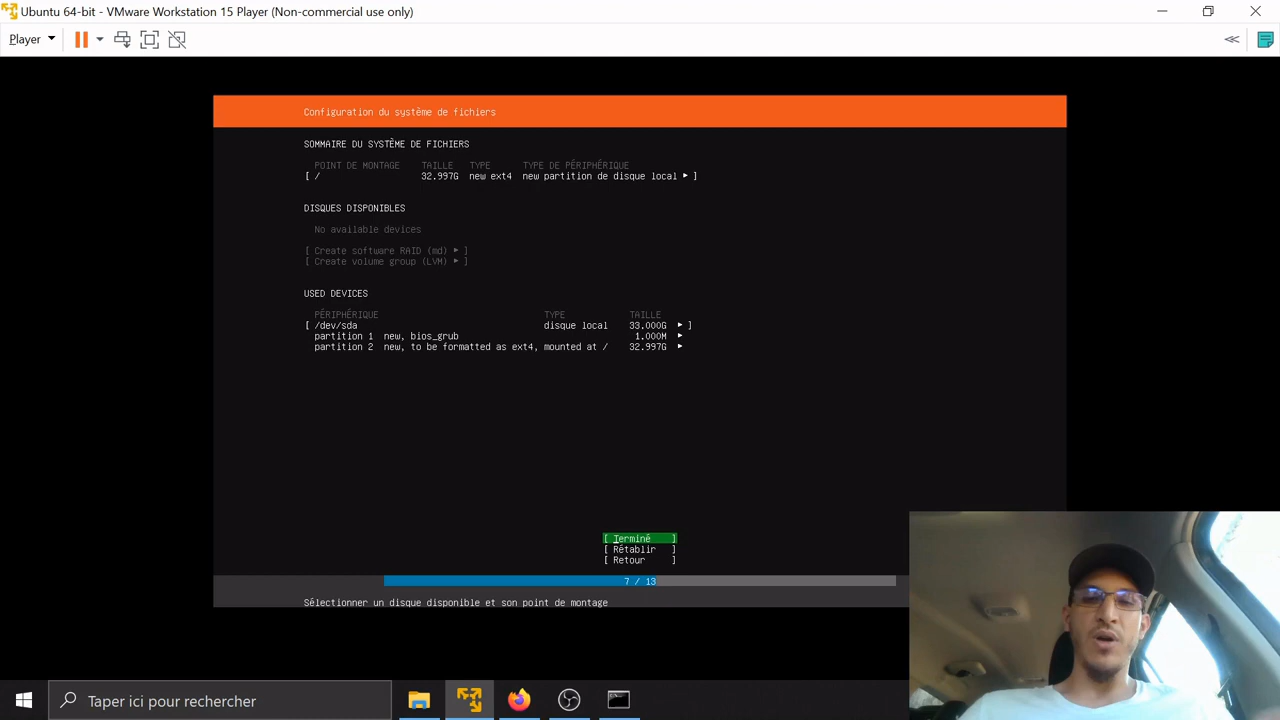 Ubuntu 64-bit - VMware Workstation 15 Player (Non-commercial use only)
Player
Configuration du système de fichiers
SOMMAIRE DU SYSTÈME DE FICHIERS
POINT DE MONTAGE TAILLE TYPE TYPE DE PÉRIPHÉRIQUE
[ / 32.997G new ext4 new partition de disque local ▸ ]
DISQUES DISPONIBLES
No available devices
[ Create software RAID (md) ▸ ]
[ Create volume group (LVM) ▸ ]
USED DEVICES
PÉRIPHÉRIQUE TYPE TAILLE
[ /dev/sda disque local 33.000G ▸ ]
partition 1 new, bios_grub 1.000M ▸
partition 2 new, to be formatted as ext4, mounted at / 32.997G ▸
[ Terminé ]
[ Rétablir ]
[ Retour ]
7 / 13
Sélectionner un disque disponible et son point de montage
Taper ici pour rechercher